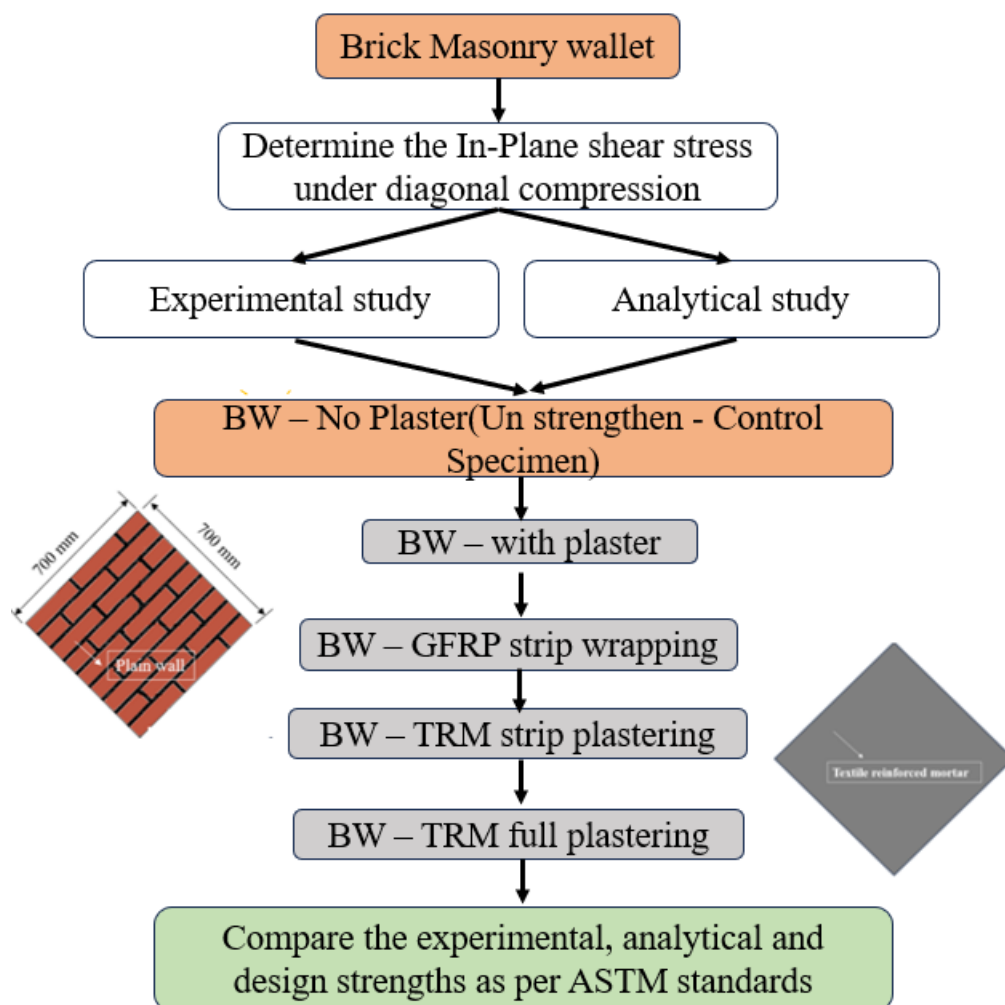 Brick Masonry wallet
Determine the In-Plane shear stress
under diagonal compression
Experimental study
Analytical study
BW – No Plaster(Un strengthen - Control
Specimen)
700 mm
700 mm
Plain wall
BW – with plaster
BW – GFRP strip wrapping
BW – TRM strip plastering
Textile reinforced mortar
BW – TRM full plastering
Compare the experimental, analytical and
design strengths as per ASTM standards